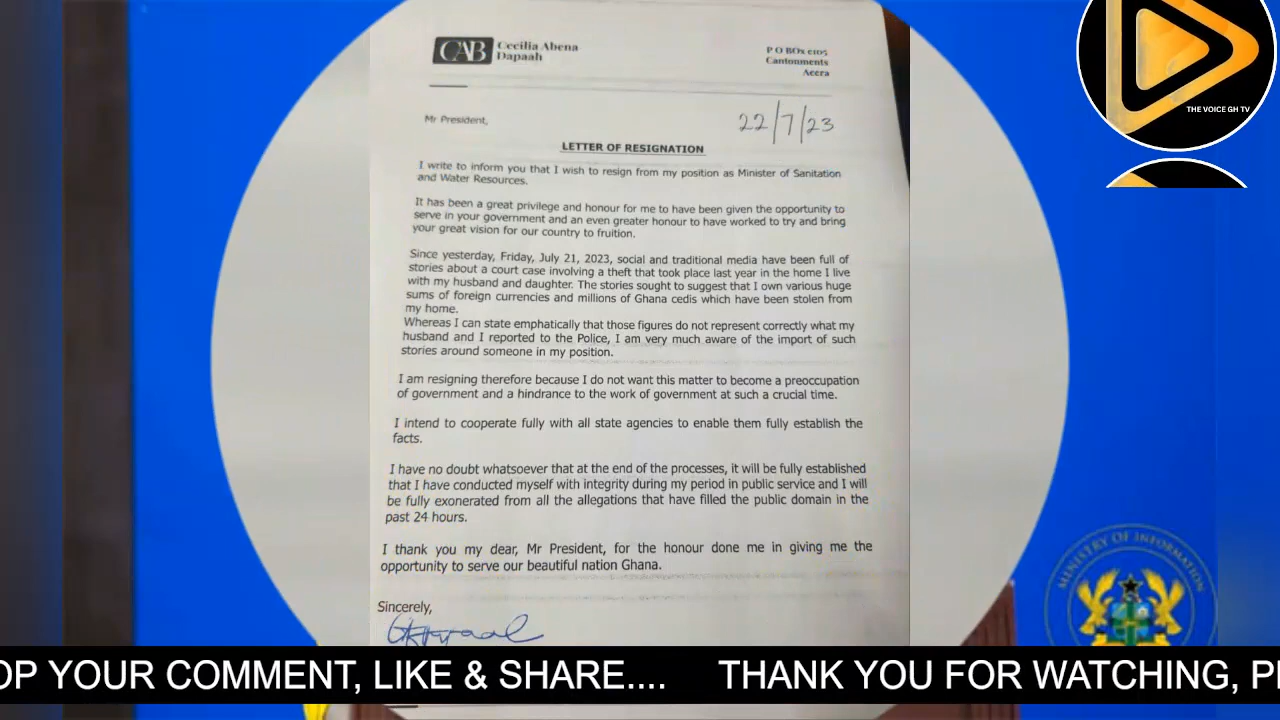 CAB Cecilia Abena
Dapaah
P O BOx
Cantouments
Accra
THE VOICE GH TV
Mr President,
22/7/23
LETTER OF RESIGNATION
I write to inform you that I wish to resign from my position as Minister of Sanitation
and Water Resources.
It has been a great privilege and honour for me to have been given the opportunity to
serve in your government and an even greater honour to have worked to try and bring
your great vision for our country to fruition.
Since yesterday, Friday, July 21, 2023, social and traditional media have been full of
stories about a court case involving a theft that took place last year in the home I live
with my husband and daughter. The stories sought to suggest that I own various huge
sums of foreign currencies and millions of Ghana cedis which have been stolen from
my home.
Whereas I can state emphatically that those figures do not represent correctly what my
husband and I reported to the Police, I am very much aware of the import of such
stories around someone in my position.
I am resigning therefore because I do not want this matter to become a preoccupation
of government and a hindrance to the work of government at such a crucial time.
I intend to cooperate fully with all state agencies to enable them fully establish the
facts.
I have no doubt whatsoever that at the end of the processes, it will be fully established
that I have conducted myself with integrity during my period in public service and I will
be fully exonerated from all the allegations that have filled the public domain in the
past 24 hours.
I thank you my dear, Mr President, for the honour done me in giving me the
opportunity to serve our beautiful nation Ghana.
Sincerely,
MINISTRY OF INFORMATION
OP YOUR COMMENT, LIKE & SHARE.... THANK YOU FOR WATCHING, P